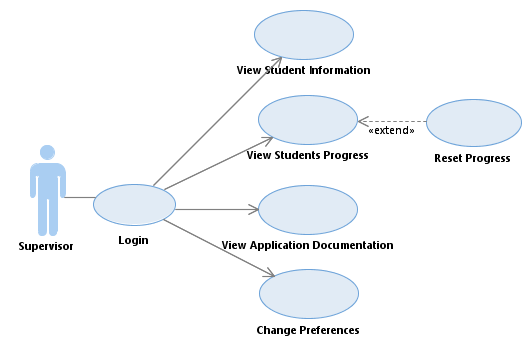 View Student Information
«extend»
View Students Progress
Reset Progress
Supervisor
Login
View Application Documentation
Change Preferences